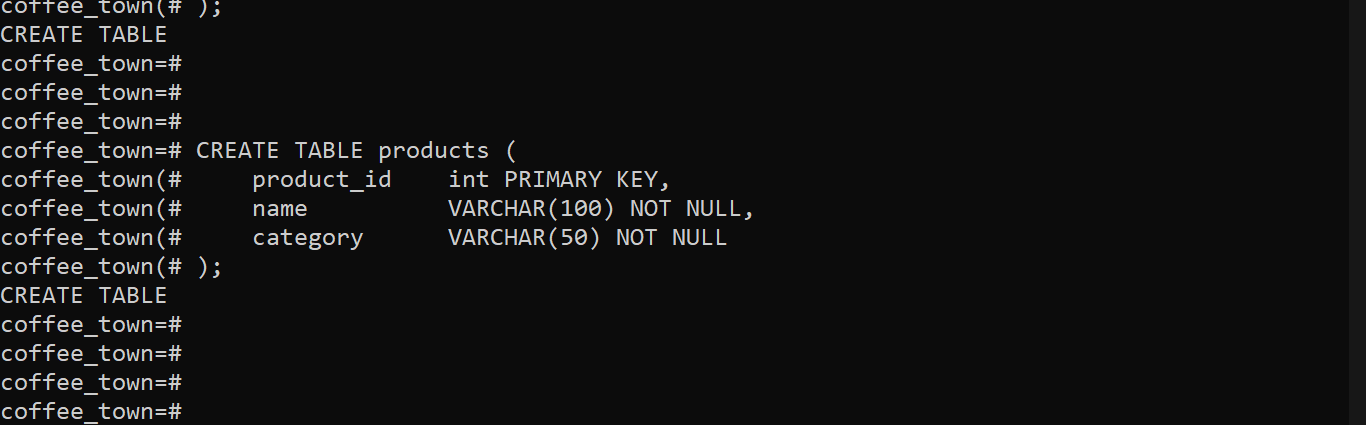 coffee_town(# );
CREATE TABLE
coffee_town=#
coffee_town=#
coffee_town=#
coffee_town=# CREATE TABLE products (
coffee_town(#     product_id    int PRIMARY KEY,
coffee_town(#     name          VARCHAR(100) NOT NULL,
coffee_town(#     category      VARCHAR(50) NOT NULL
coffee_town(# );
CREATE TABLE
coffee_town=#
coffee_town=#
coffee_town=#
coffee_town=#